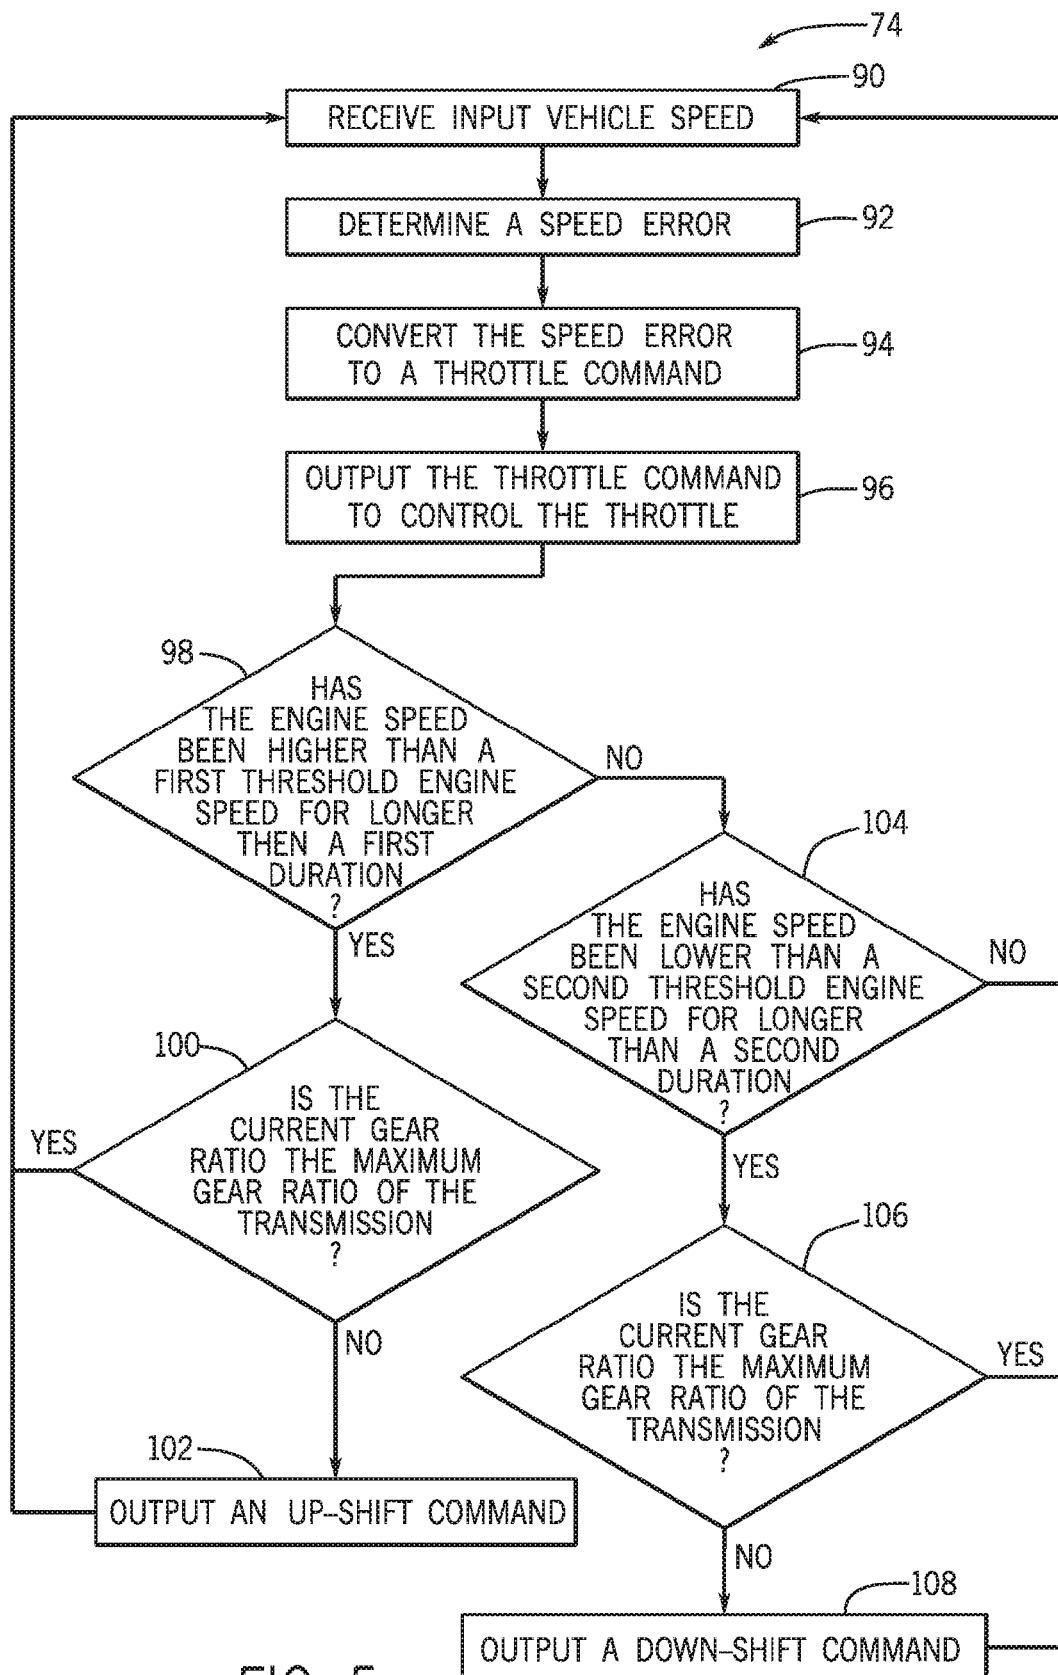 74
90
RECEIVE INPUT VEHICLE SPEED
DETERMINE A SPEED ERROR
92
CONVERT THE SPEED ERROR
TO A THROTTLE COMMAND
94
OUTPUT THE THROTTLE COMMAND
TO CONTROL THE THROTTLE
96
98
HAS
THE ENGINE SPEED
BEEN HIGHER THAN A
FIRST THRESHOLD ENGINE
SPEED FOR LONGER
THEN A FIRST
DURATION
?
NO
YES
104
HAS
THE ENGINE SPEED
BEEN LOWER THAN A
SECOND THRESHOLD ENGINE
SPEED FOR LONGER
THAN A SECOND
DURATION
?
NO
YES
100
IS THE
CURRENT GEAR
RATIO THE MAXIMUM
GEAR RATIO OF THE
TRANSMISSION
?
YES
NO
106
IS THE
CURRENT GEAR
RATIO THE MAXIMUM
GEAR RATIO OF THE
TRANSMISSION
?
YES
NO
102
OUTPUT AN UP-SHIFT COMMAND
108
OUTPUT A DOWN-SHIFT COMMAND